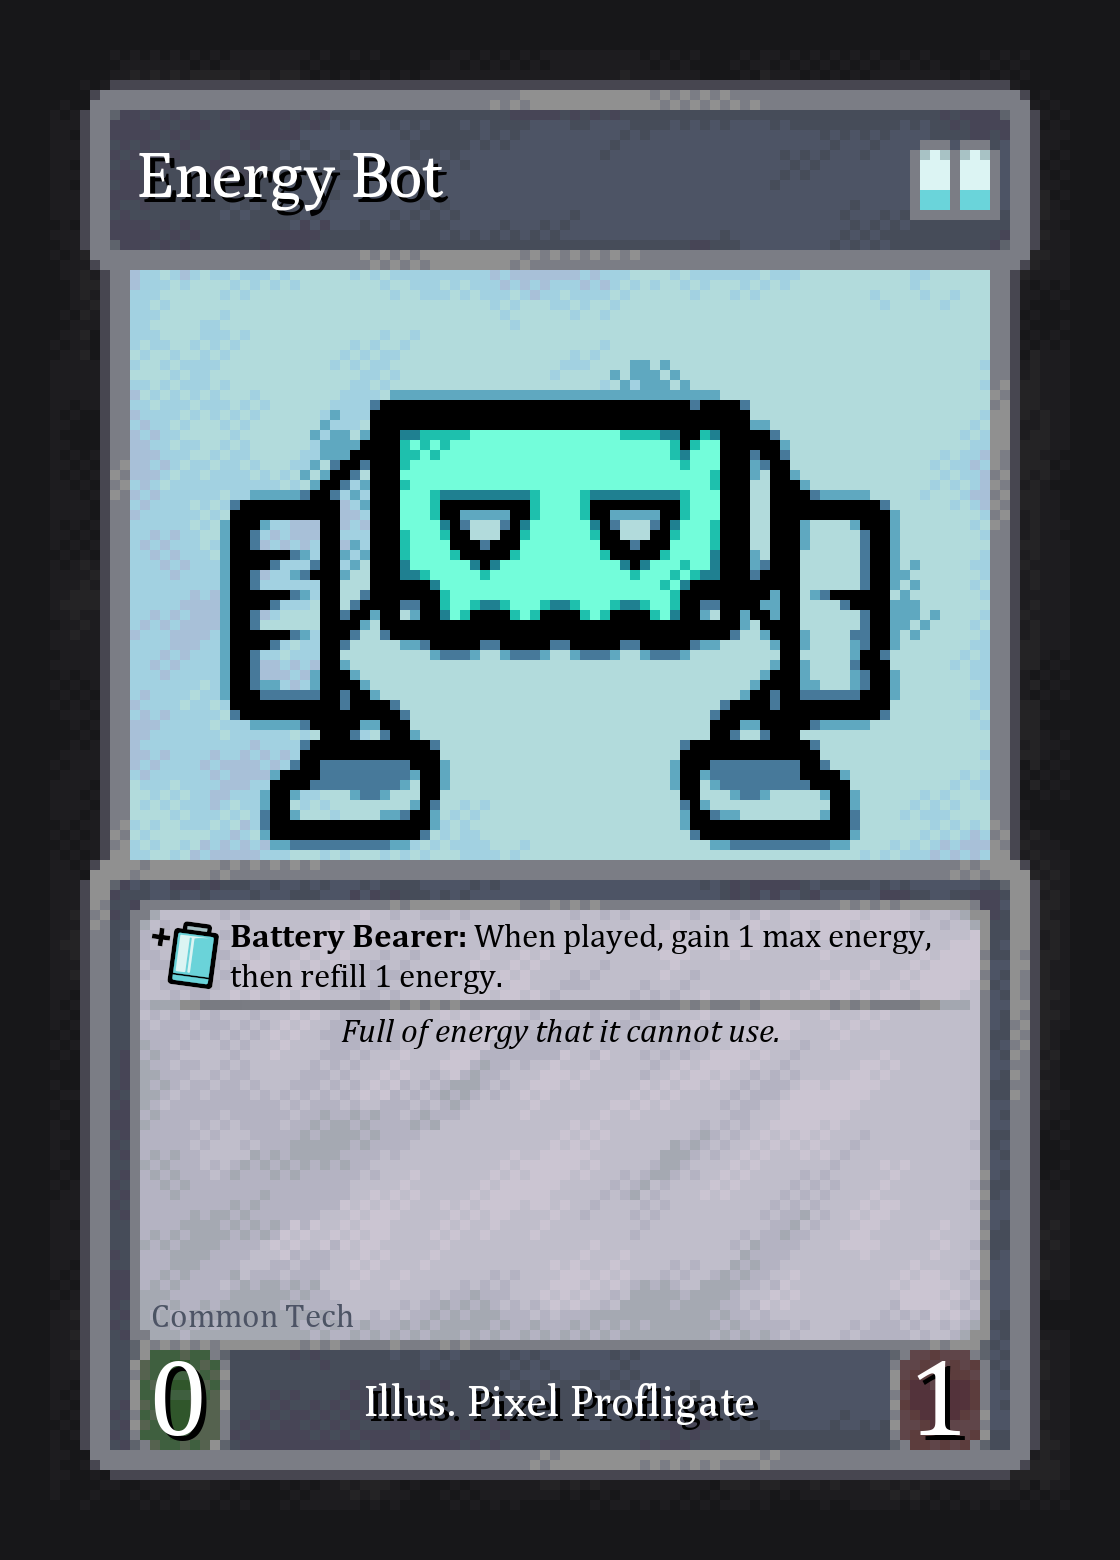 Energy Bot
+
Battery Bearer: When played, gain 1 max energy,
then refill 1 energy.
Full of energy that it cannot use.
Common Tech
0
Illus. Pixel Profligate
1